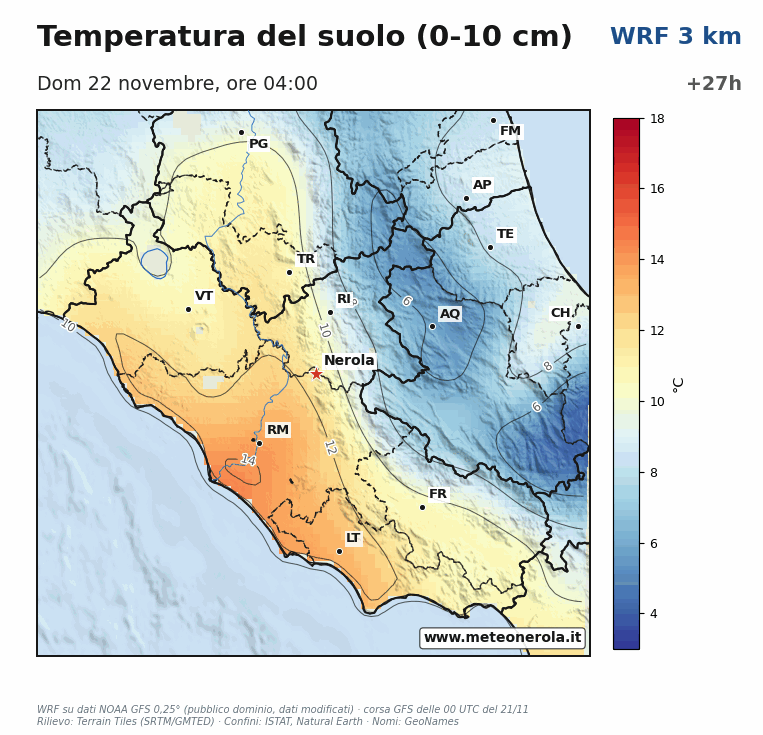 Temperatura del suolo (0-10 cm)
WRF 3 km
Dom 22 novembre, ore 04:00
+27h
FM
PG
AP
TE
TR
VT
RI
AQ
CH
Nerola
RM
FR
LT
10
10
12
14
6
8
6
18
16
14
12
10
8
6
4
°C
www.meteonerola.it
WRF su dati NOAA GFS 0,25° (pubblico dominio, dati modificati) · corsa GFS delle 00 UTC del 21/11
Rilievo: Terrain Tiles (SRTM/GMTED) · Confini: ISTAT, Natural Earth · Nomi: GeoNames